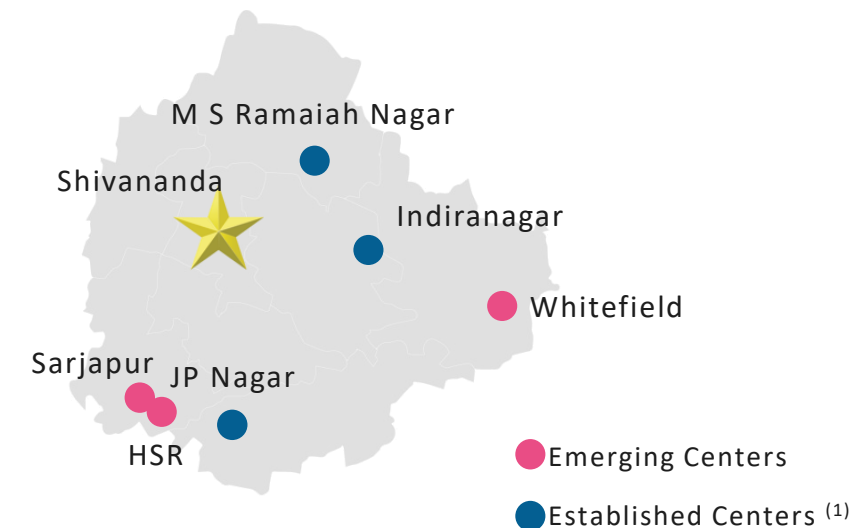 M S Ramaiah Nagar
Shivananda
Indiranagar
Whitefield
Sarjapur
JP Nagar
HSR
Emerging Centers
Established Centers (1)